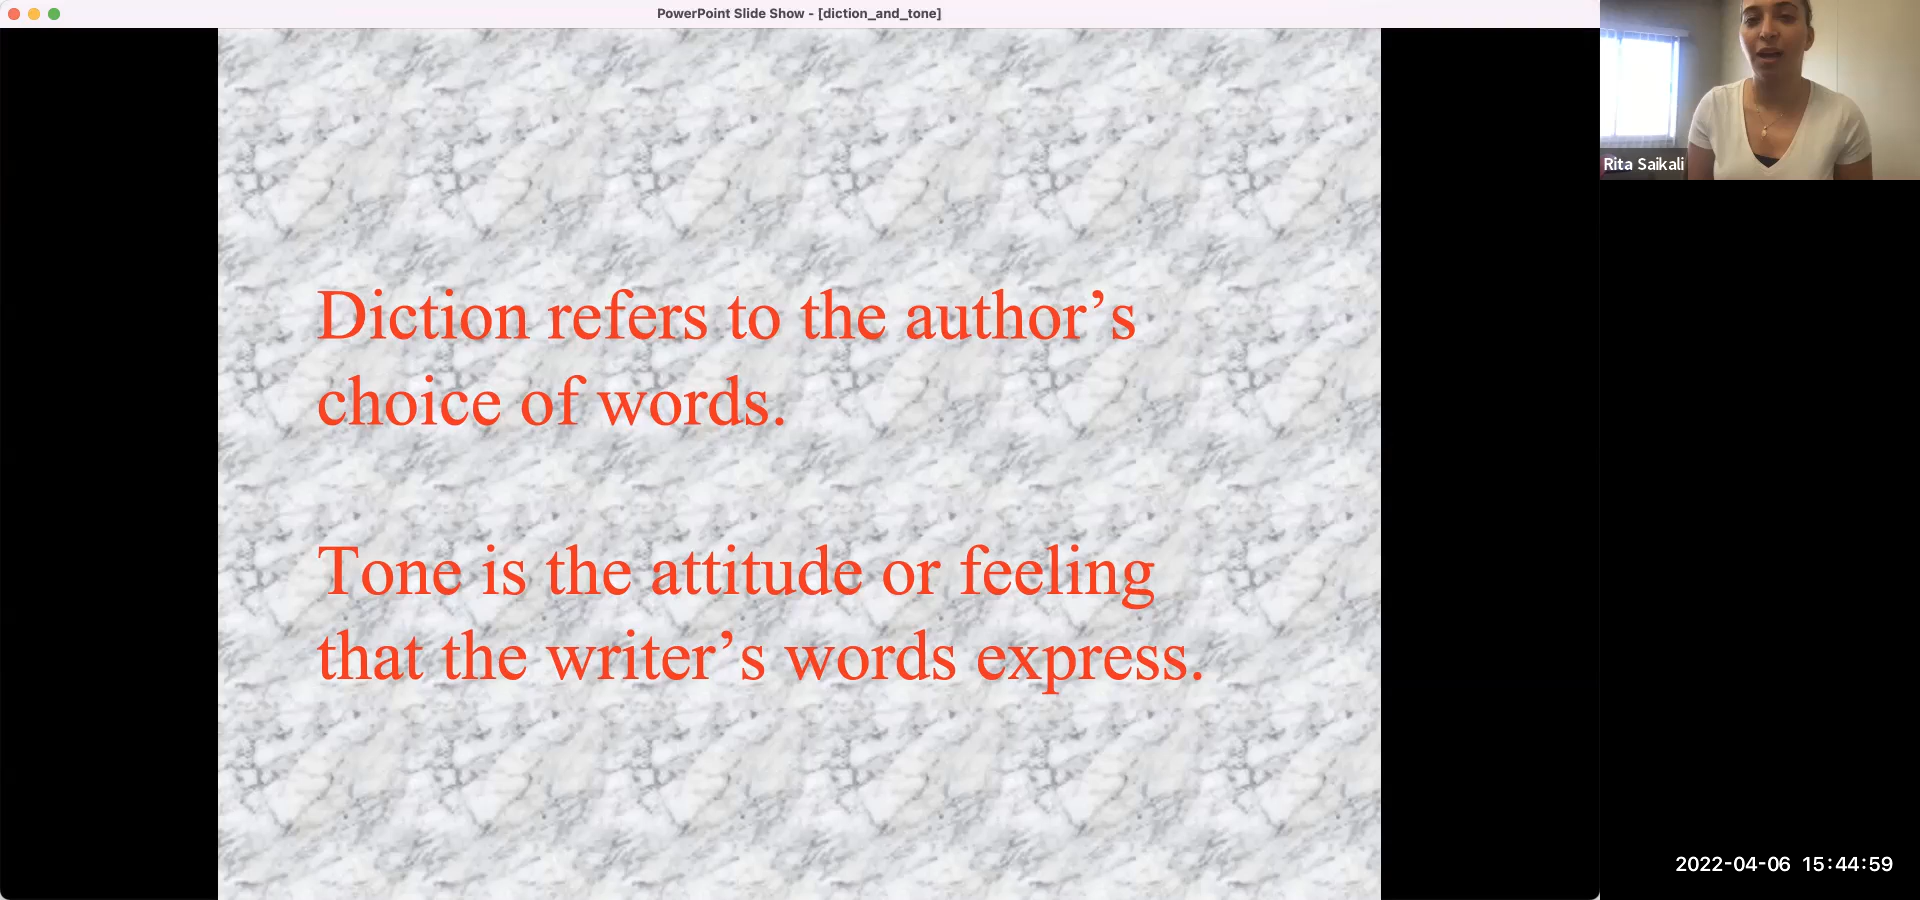 PowerPoint Slide Show - [diction_and_tone]
Diction refers to the author’s
choice of words.
Tone is the attitude or feeling
that the writer’s words express.
Rita Saikali
2022-04-06 15:44:59